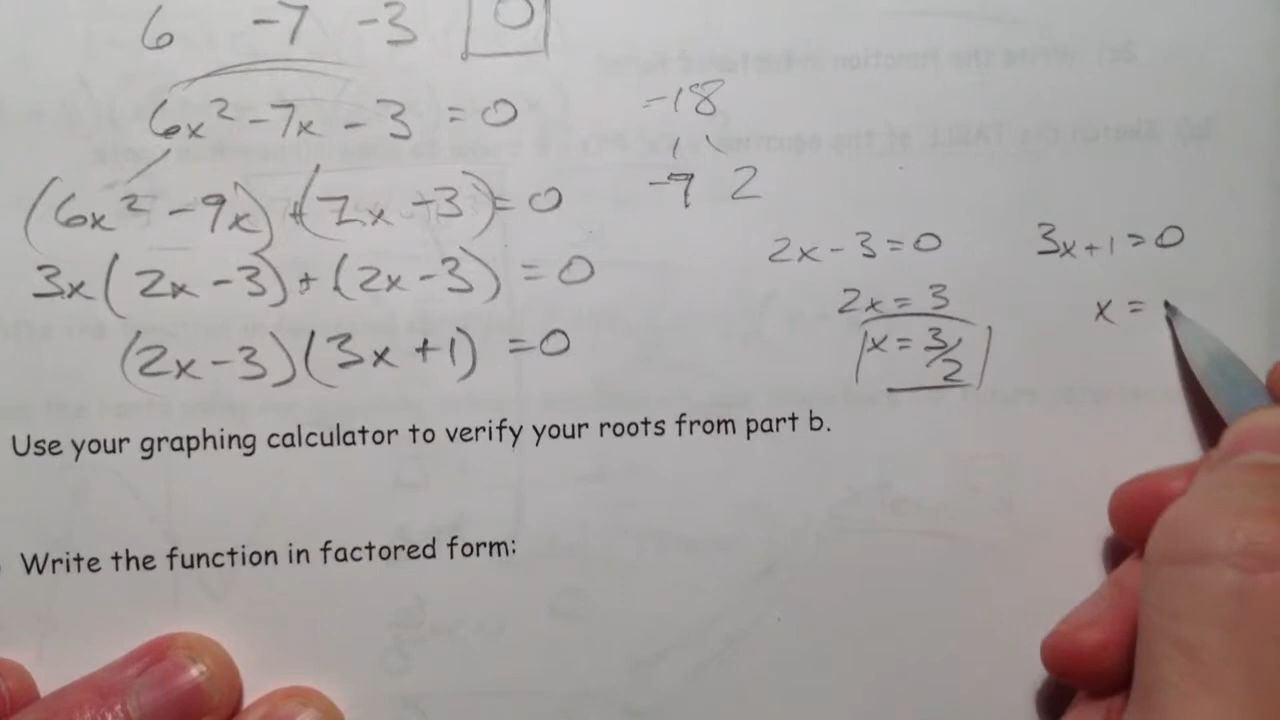 6 -7 -3 0
6x² - 7x - 3 = 0
(6x² - 9x) + (2x - 3) = 0
3x(2x - 3) + (2x - 3) = 0
(2x - 3)(3x + 1) = 0
-18
-9 2
2x - 3 = 0
2x = 3
x = 3/2
3x + 1 = 0
x =
Use your graphing calculator to verify your roots from part b.
Write the function in factored form: